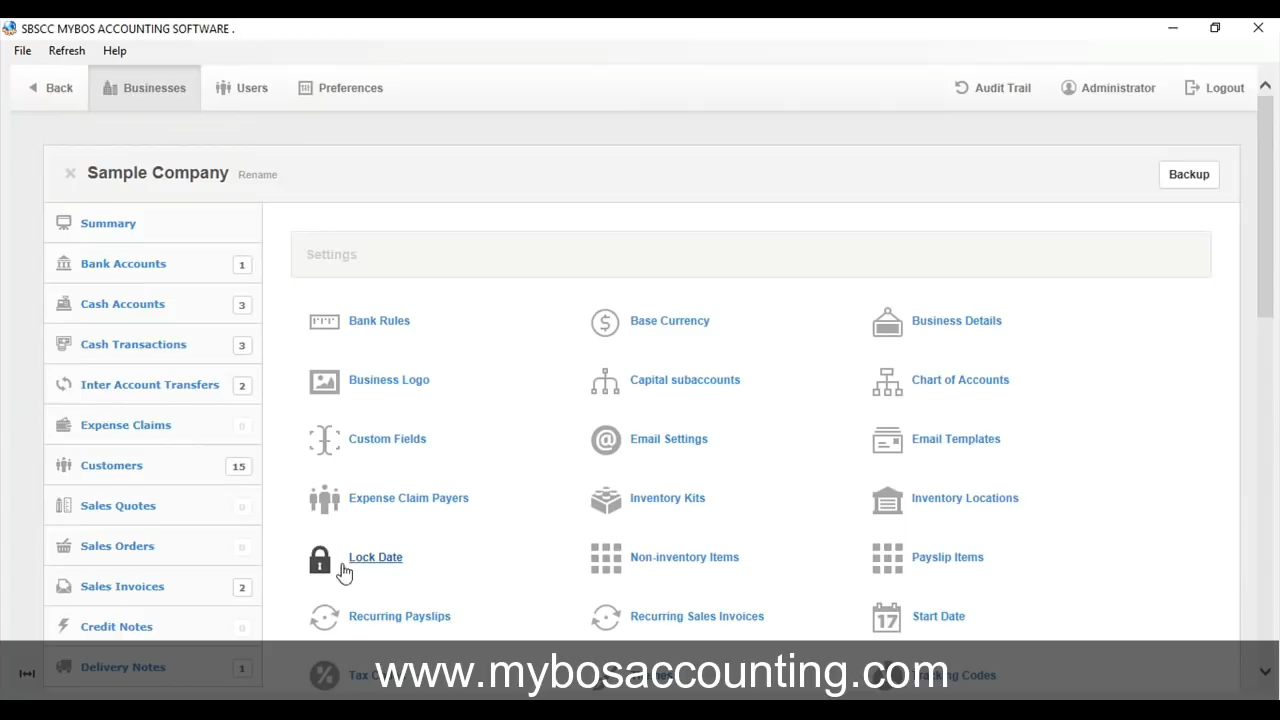 SBSCC MYBOS ACCOUNTING SOFTWARE .
File Refresh Help
Back Businesses Users Preferences Audit Trail Administrator Logout
Sample Company Rename Backup
Summary
Bank Accounts 1
Cash Accounts 3
Cash Transactions 3
Inter Account Transfers 2
Expense Claims 0
Customers 15
Sales Quotes 0
Sales Orders 0
Sales Invoices 2
Credit Notes 0
Delivery Notes 1
Settings
Bank Rules Base Currency Business Details
Business Logo Capital subaccounts Chart of Accounts
Custom Fields Email Settings Email Templates
Expense Claim Payers Inventory Kits Inventory Locations
Lock Date Non-inventory Items Payslip Items
Recurring Payslips Recurring Sales Invoices Start Date
17
Tax Codes
www.mybosaccounting.com